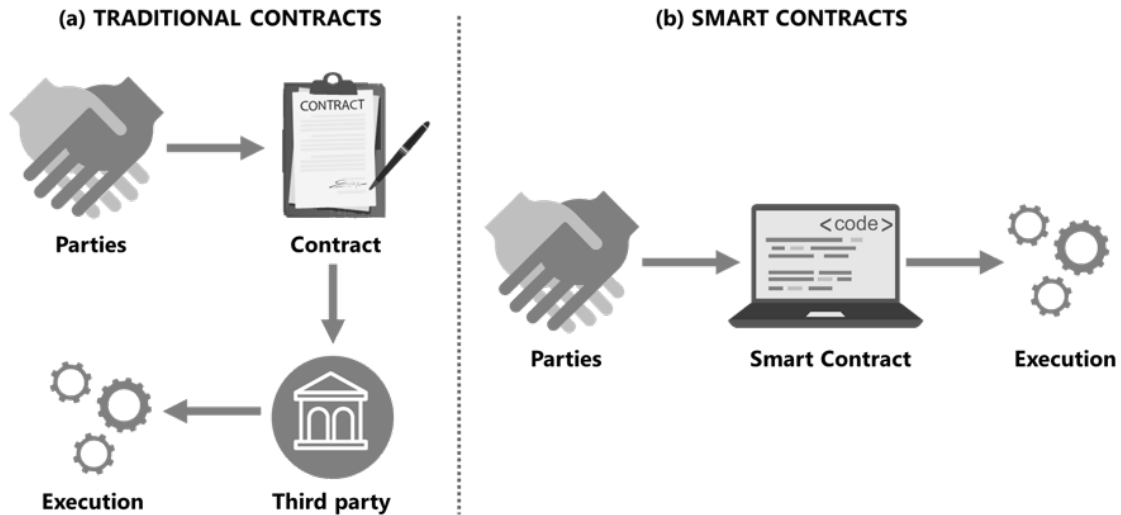 (a) TRADITIONAL CONTRACTS
CONTRACT
Parties
Contract
Execution
Third party
(b) SMART CONTRACTS
<code>
Parties
Smart Contract
Execution